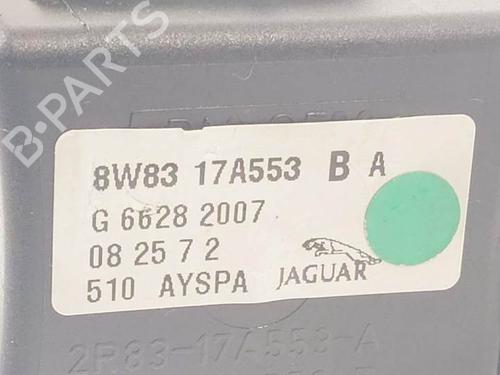 B-PARTS
8W83 17A553 B A
G 6628 2007
08 25 7 2
510 AYSPA JAGUAR
2R83-17A553-A